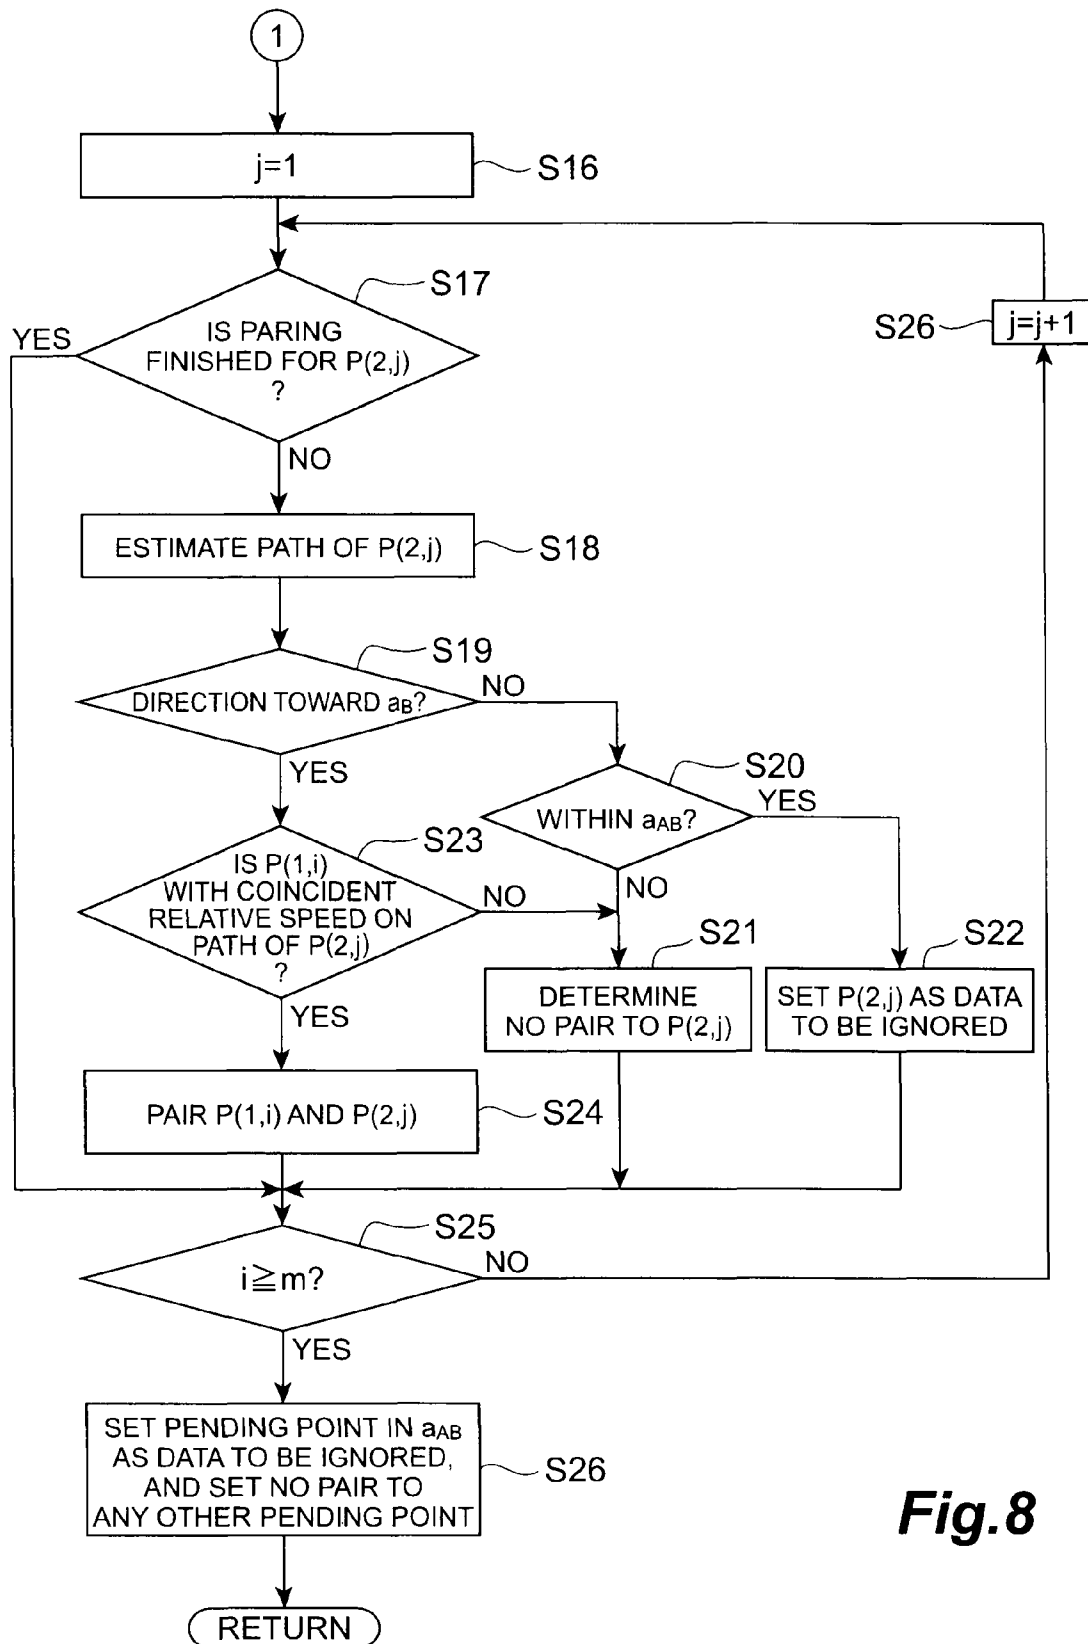 1
j=1
S16
S17
YES
IS PARING
FINISHED FOR P(2,j)
?
S26
j=j+1
NO
ESTIMATE PATH OF P(2,j)
S18
S19
DIRECTION TOWARD aB?
NO
YES
S20
WITHIN aAB?
YES
NO
S23
IS P(1,i)
WITH COINCIDENT
RELATIVE SPEED ON
PATH OF P(2,j)
?
NO
YES
S21
DETERMINE
NO PAIR TO P(2,j)
S22
SET P(2,j) AS DATA
TO BE IGNORED
PAIR P(1,i) AND P(2,j)
S24
S25
i≧m?
NO
YES
SET PENDING POINT IN aAB
AS DATA TO BE IGNORED,
AND SET NO PAIR TO
ANY OTHER PENDING POINT
S26
RETURN
Fig.8